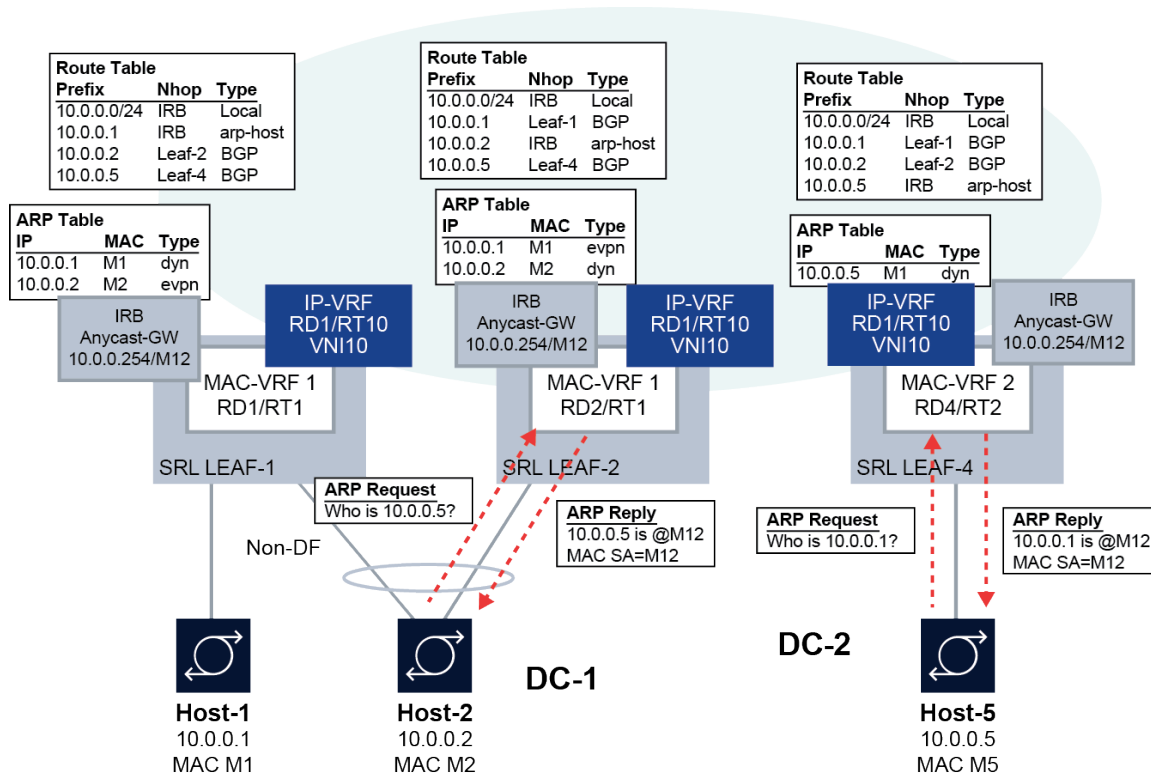 Route Table
Prefix Nhop Type
10.0.0.0/24 IRB Local
10.0.0.1 IRB arp-host
10.0.0.2 Leaf-2 BGP
10.0.0.5 Leaf-4 BGP
Route Table
Prefix Nhop Type
10.0.0.0/24 IRB Local
10.0.0.1 Leaf-1 BGP
10.0.0.2 IRB arp-host
10.0.0.5 Leaf-4 BGP
Route Table
Prefix Nhop Type
10.0.0.0/24 IRB Local
10.0.0.1 Leaf-1 BGP
10.0.0.2 Leaf-2 BGP
10.0.0.5 IRB arp-host
ARP Table
IP MAC Type
10.0.0.1 M1 dyn
10.0.0.2 M2 evpn
ARP Table
IP MAC Type
10.0.0.1 M1 evpn
10.0.0.2 M2 dyn
ARP Table
IP MAC Type
10.0.0.5 M1 dyn
IRB
Anycast-GW
10.0.0.254/M12
IP-VRF
RD1/RT10
VNI10
IRB
Anycast-GW
10.0.0.254/M12
IP-VRF
RD1/RT10
VNI10
IP-VRF
RD1/RT10
VNI10
IRB
Anycast-GW
10.0.0.254/M12
MAC-VRF 1
RD1/RT1
MAC-VRF 1
RD2/RT1
MAC-VRF 2
RD4/RT2
SRL LEAF-1
SRL LEAF-2
SRL LEAF-4
ARP Request
Who is 10.0.0.5?
ARP Reply
10.0.0.5 is @M12
MAC SA=M12
ARP Request
Who is 10.0.0.1?
ARP Reply
10.0.0.1 is @M12
MAC SA=M12
Non-DF
DC-1
DC-2
Host-1
10.0.0.1
MAC M1
Host-2
10.0.0.2
MAC M2
Host-5
10.0.0.5
MAC M5